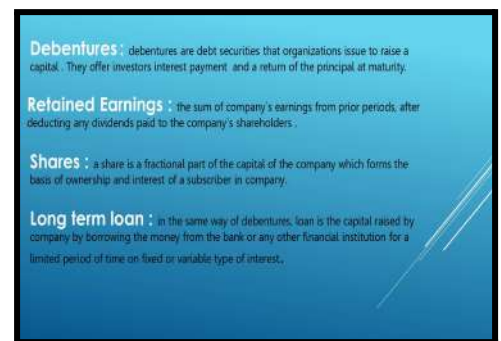 Debentures : debentures are debt securities that organizations issue to raise a
capital . They offer investors interest payment and a return of the principal at maturity.
Retained Earnings : the sum of company's earnings from prior periods, after
deducting any dividends paid to the company's shareholders .
Shares : a share is a fractional part of the capital of the company which forms the
basis of ownership and interest of a subscriber in company.
Long term loan : in the same way of debentures, loan is the capital raised by
company by borrowing the money from the bank or any other financial institution for a
limited period of time on fixed or variable type of interest.